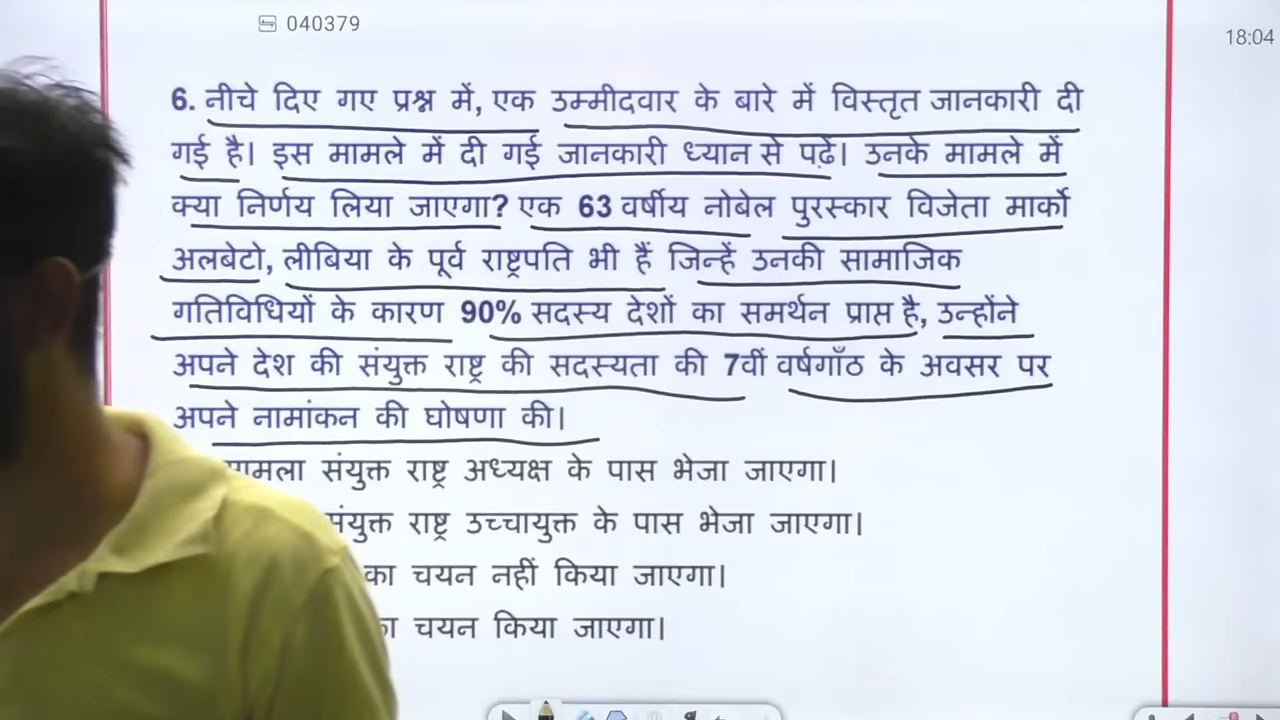 040379
18:04
6. नीचे दिए गए प्रश्न में, एक उम्मीदवार के बारे में विस्तृत जानकारी दी
गई है। इस मामले में दी गई जानकारी ध्यान से पढ़ें। उनके मामले में
क्या निर्णय लिया जाएगा? एक 63 वर्षीय नोबेल पुरस्कार विजेता मार्को
अलबेटो, लीबिया के पूर्व राष्ट्रपति भी हैं जिन्हें उनकी सामाजिक
गतिविधियों के कारण 90% सदस्य देशों का समर्थन प्राप्त है, उन्होंने
अपने देश की संयुक्त राष्ट्र की सदस्यता की 7वीं वर्षगाँठ के अवसर पर
अपने नामांकन की घोषणा की।
मामला संयुक्त राष्ट्र अध्यक्ष के पास भेजा जाएगा।
संयुक्त राष्ट्र उच्चायुक्त के पास भेजा जाएगा।
का चयन नहीं किया जाएगा।
का चयन किया जाएगा।